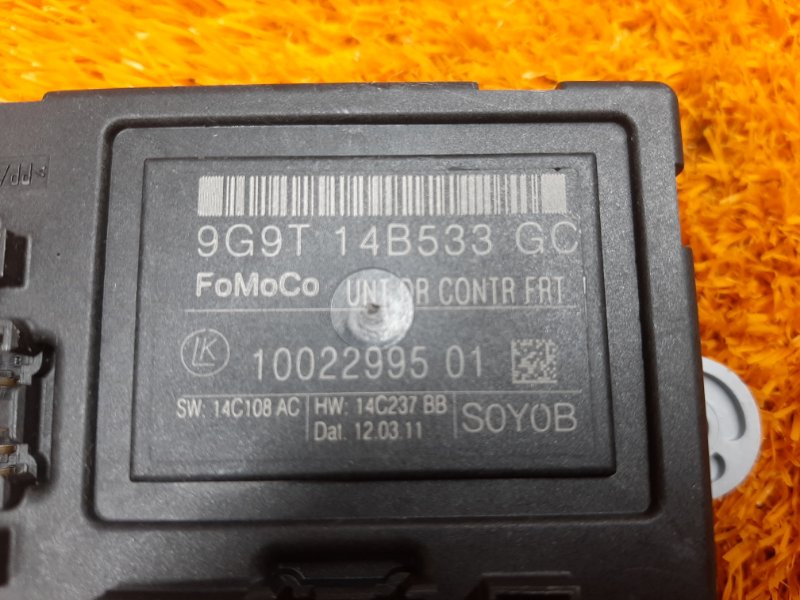 9G9T 14B533 GC
FoMoCo UNT DR CONTR FRT
LK
10022995 01
SW: 14C108 AC HW: 14C237 BB
Dat. 12.03.11
S0Y0B